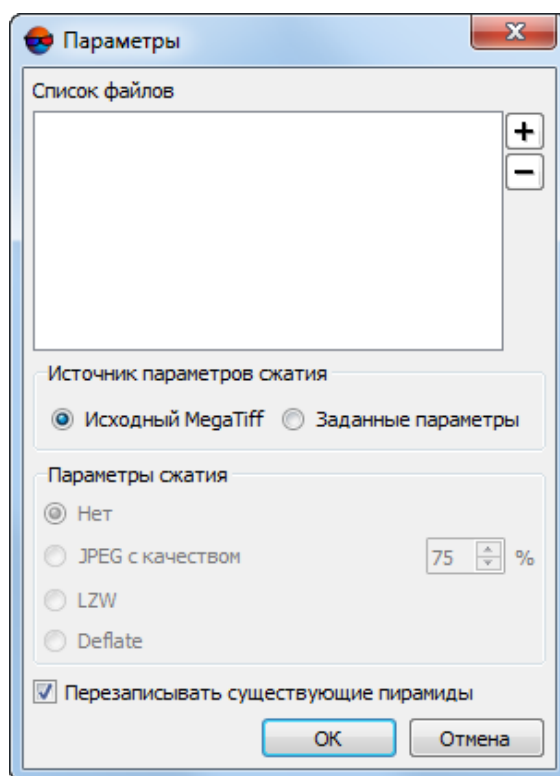 Параметры
Список файлов
Источник параметров сжатия
Исходный MegaTiff Заданные параметры
Параметры сжатия
Нет
JPEG с качеством 75 %
LZW
Deflate
Перезаписывать существующие пирамиды
OK Отмена